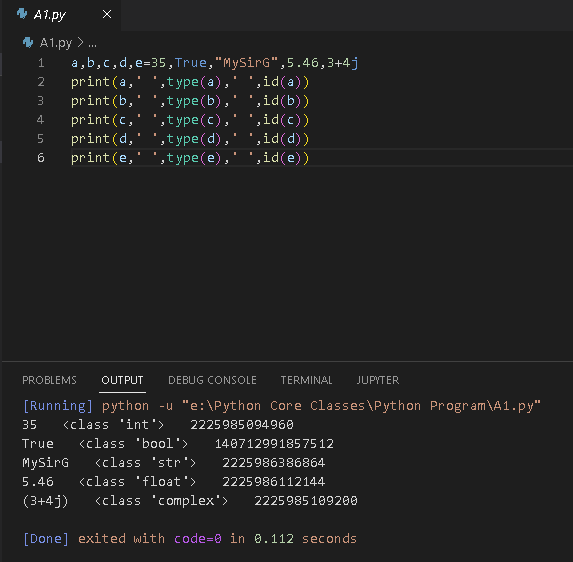 A1.py ×
A1.py > ...
1 a,b,c,d,e=35,True,"MySirG",5.46,3+4j
2 print(a,' ',type(a),' ',id(a))
3 print(b,' ',type(b),' ',id(b))
4 print(c,' ',type(c),' ',id(c))
5 print(d,' ',type(d),' ',id(d))
6 print(e,' ',type(e),' ',id(e))
PROBLEMS OUTPUT DEBUG CONSOLE TERMINAL JUPYTER
[Running] python -u "e:\Python Core Classes\Python Program\A1.py"
35   <class 'int'>   2225985094960
True   <class 'bool'>   140712991857512
MySirG   <class 'str'>   2225986386864
5.46   <class 'float'>   2225986112144
(3+4j)   <class 'complex'>   2225985109200
[Done] exited with code=0 in 0.112 seconds